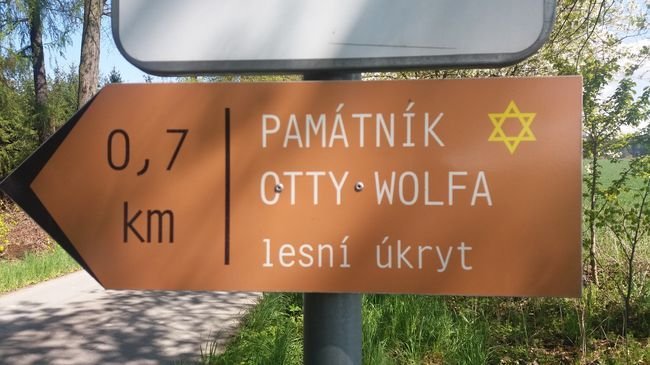 0,7
km
PAMÁTNÍK
OTTY WOLFA
lesní úkryt